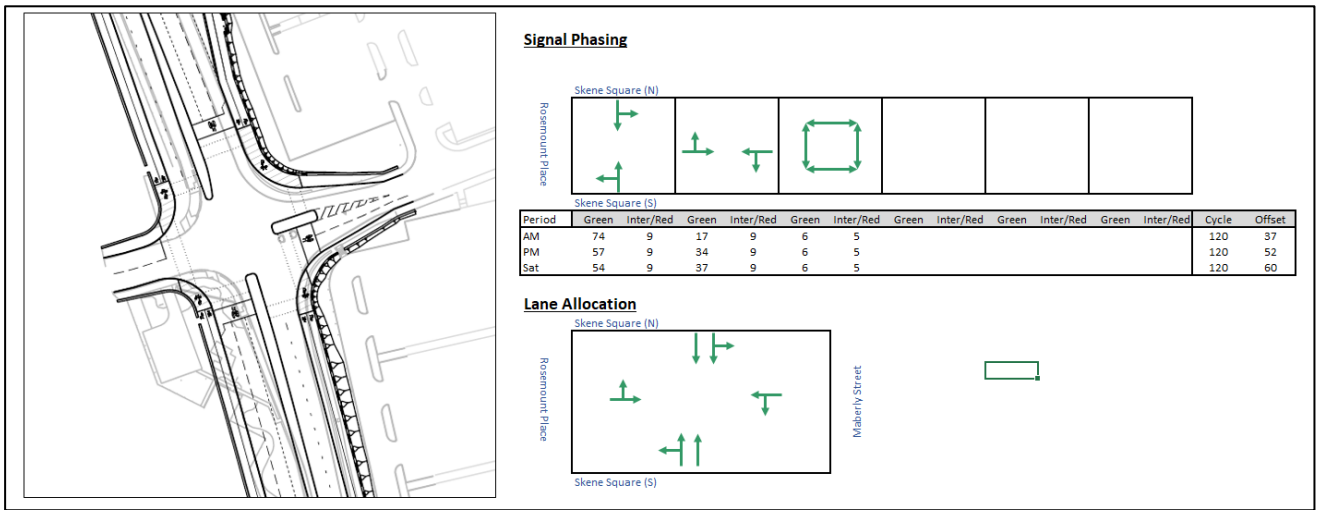 Signal Phasing
Skene Square (N)
Rosemount Place
Skene Square (S)
Period Green Inter/Red Green Inter/Red Green Inter/Red Green Inter/Red Green Inter/Red Green Inter/Red Cycle Offset
AM 74 9 17 9 6 5 120 37
PM 57 9 34 9 6 5 120 52
Sat 54 9 37 9 6 5 120 60
Lane Allocation
Skene Square (N)
Rosemount Place
Maberly Street
Skene Square (S)